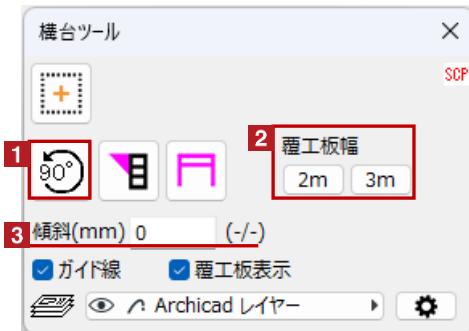 構台ツール
SCP
1
90°
2 覆工板幅
2m 3m
3 傾斜(mm) 0 (-/-)
ガイド線 覆工板表示
Archicad レイヤー